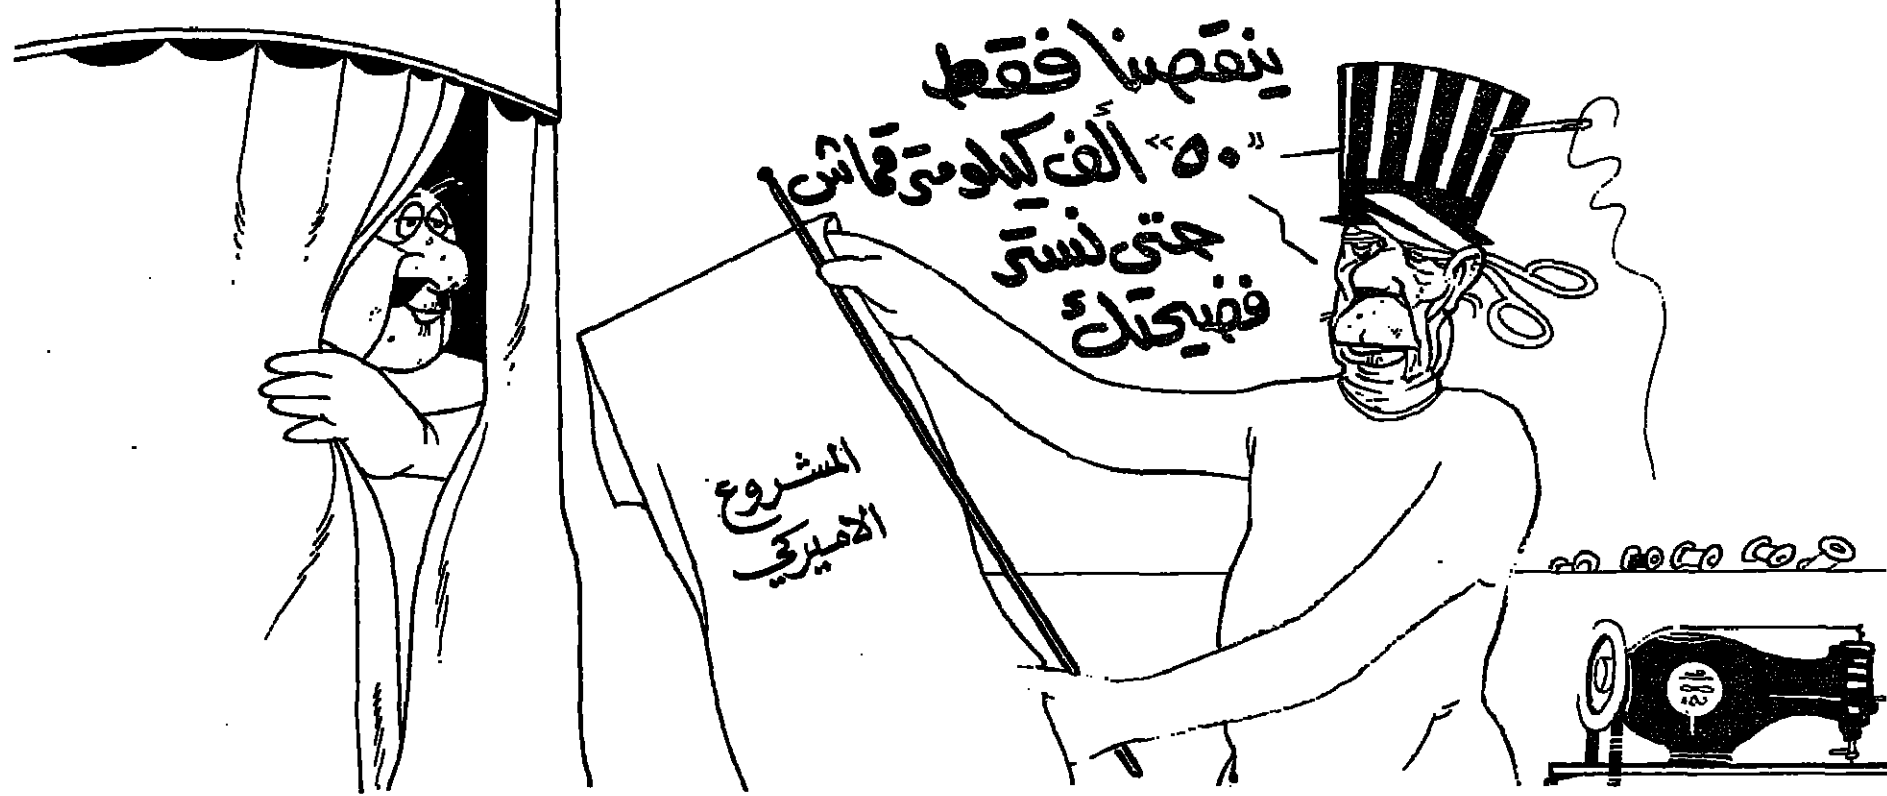 ينقصنا فقط
"٥٠" ألف كيلومتر قماش
حتى نستر
فضيحتك
المشروع
الاميركي